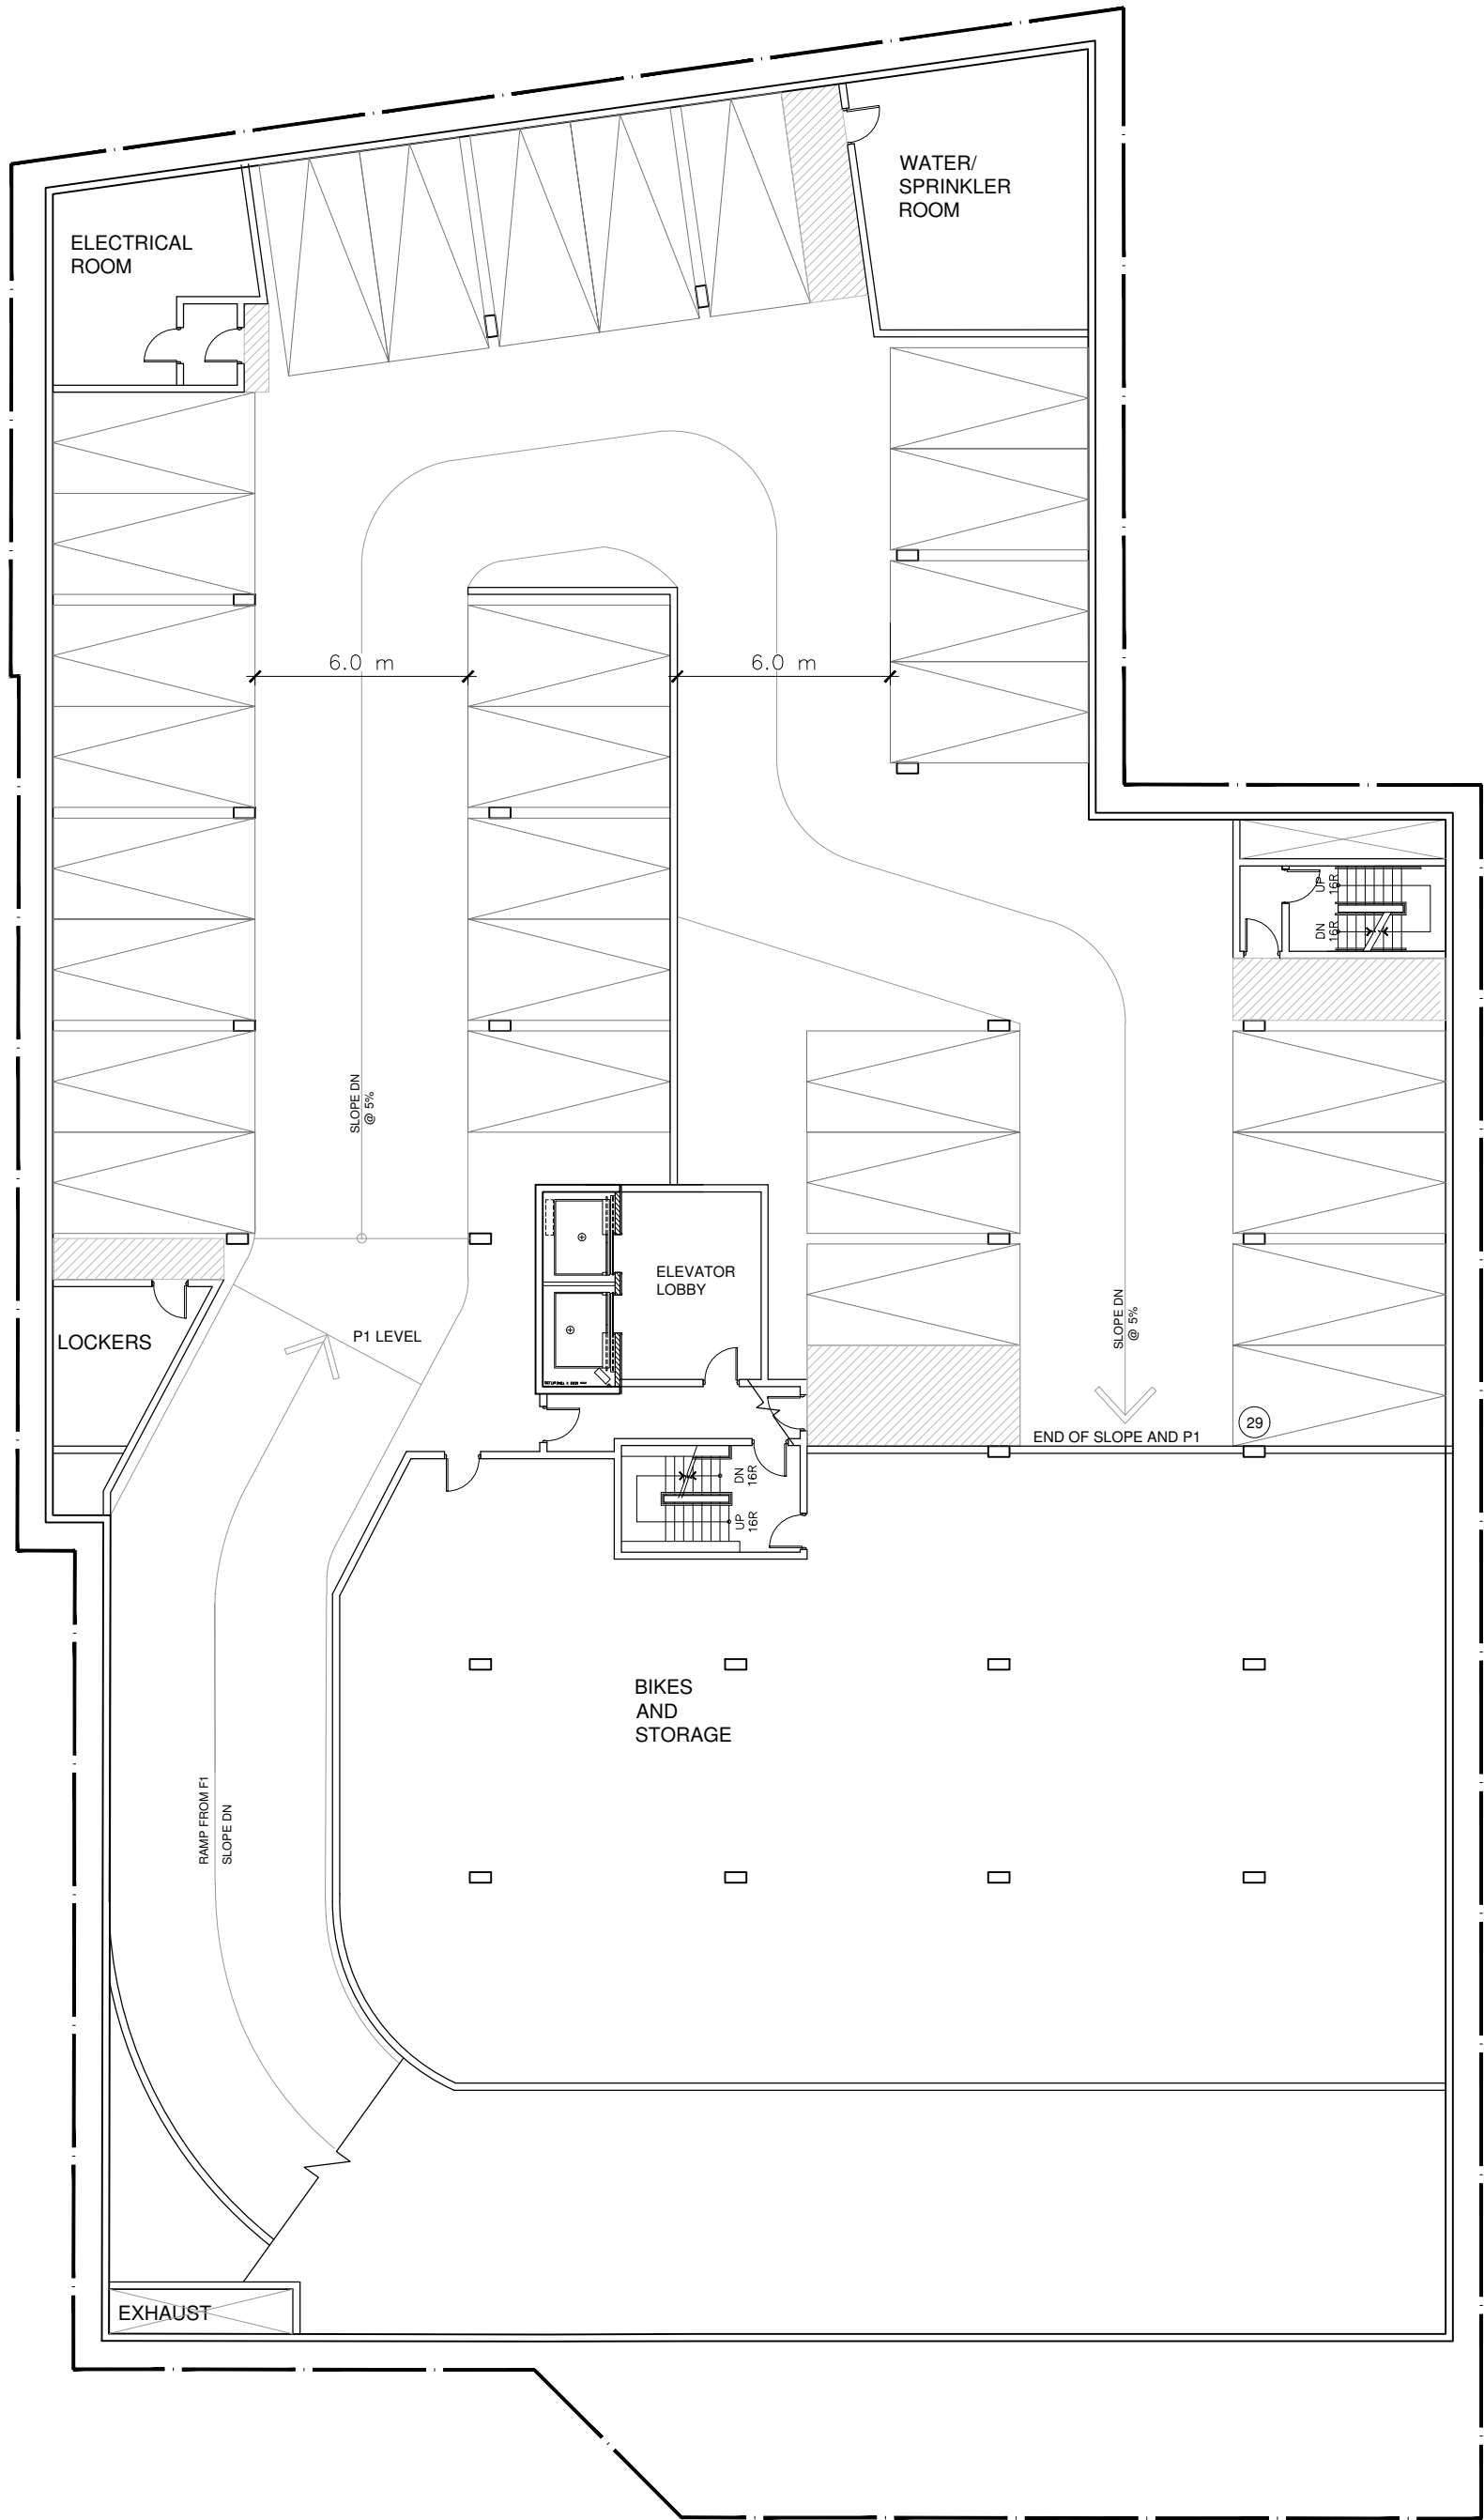 WATER/
SPRINKLER
ROOM
ELECTRICAL
ROOM
6.0 m
6.0 m
UP
16R
DN
16R
SLOPE DN
@ 5%
ELEVATOR
LOBBY
SLOPE DN
@ 5%
P1 LEVEL
LOCKERS
29
END OF SLOPE AND P1
DN
16R
UP
16R
BIKES
AND
STORAGE
RAMP FROM F1
SLOPE DN
EXHAUST